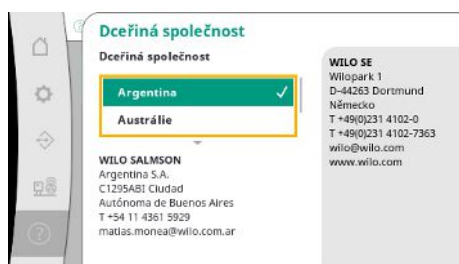 Dceřiná společnost
Dceřiná společnost
Argentina
Austrálie
WILO SALMSON
Argentina S.A.
C1295ABI Ciudad
Autónoma de Buenos Aires
T +54 11 4361 5929
matias.monea@wilo.com.ar
WILO SE
Wilopark 1
D-44263 Dortmund
Německo
T +49(0)231 4102-0
T +49(0)231 4102-7363
wilo@wilo.com
www.wilo.com